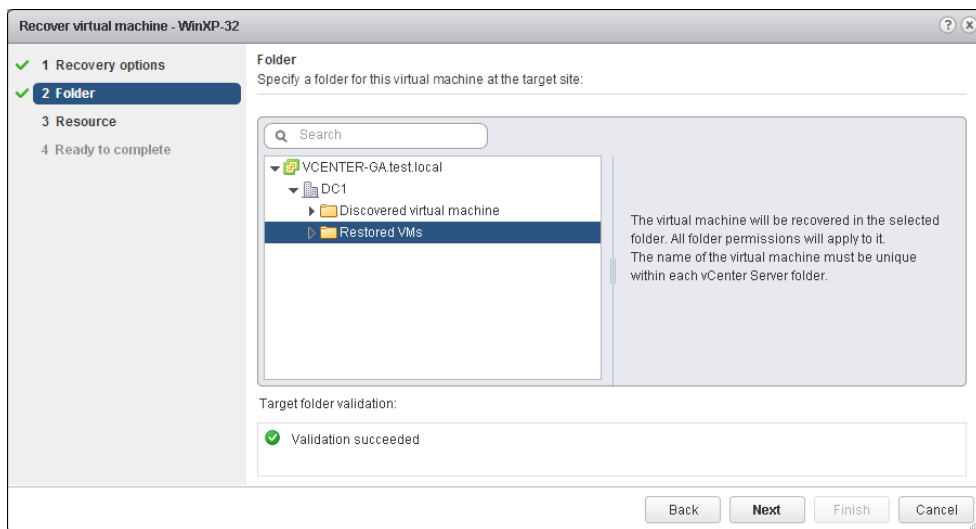 Recover virtual machine - WinXP-32
?
1 Recovery options
2 Folder
3 Resource
4 Ready to complete
Folder
Specify a folder for this virtual machine at the target site:
Search
VCENTER-GA.test.local
DC1
Discovered virtual machine
Restored VMs
The virtual machine will be recovered in the selected
folder. All folder permissions will apply to it.
The name of the virtual machine must be unique
within each vCenter Server folder.
Target folder validation:
Validation succeeded
Back Next Finish Cancel